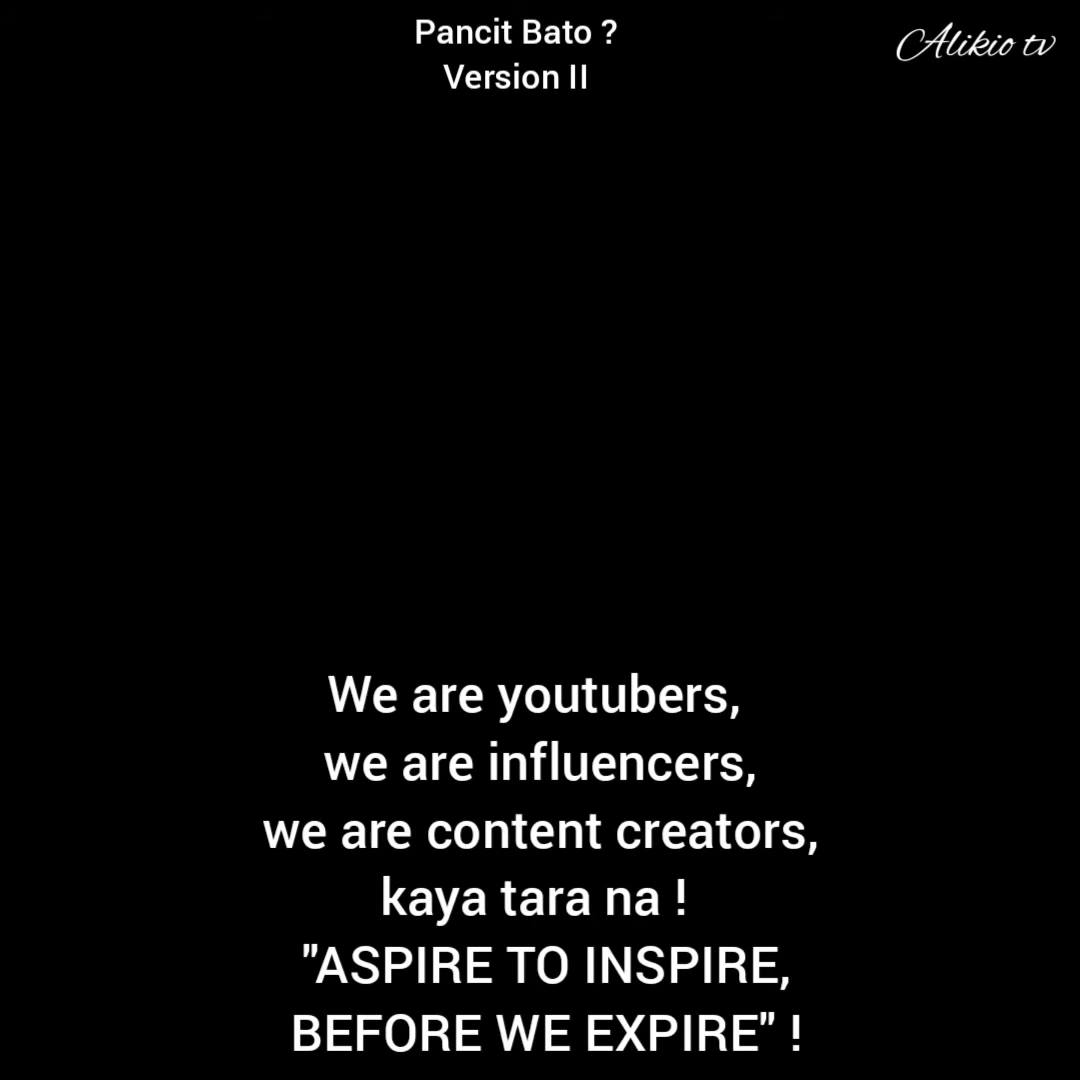 Pancit Bato ?
Version II
Alikio tv
We are youtubers,
we are influencers,
we are content creators,
kaya tara na !
"ASPIRE TO INSPIRE,
BEFORE WE EXPIRE" !